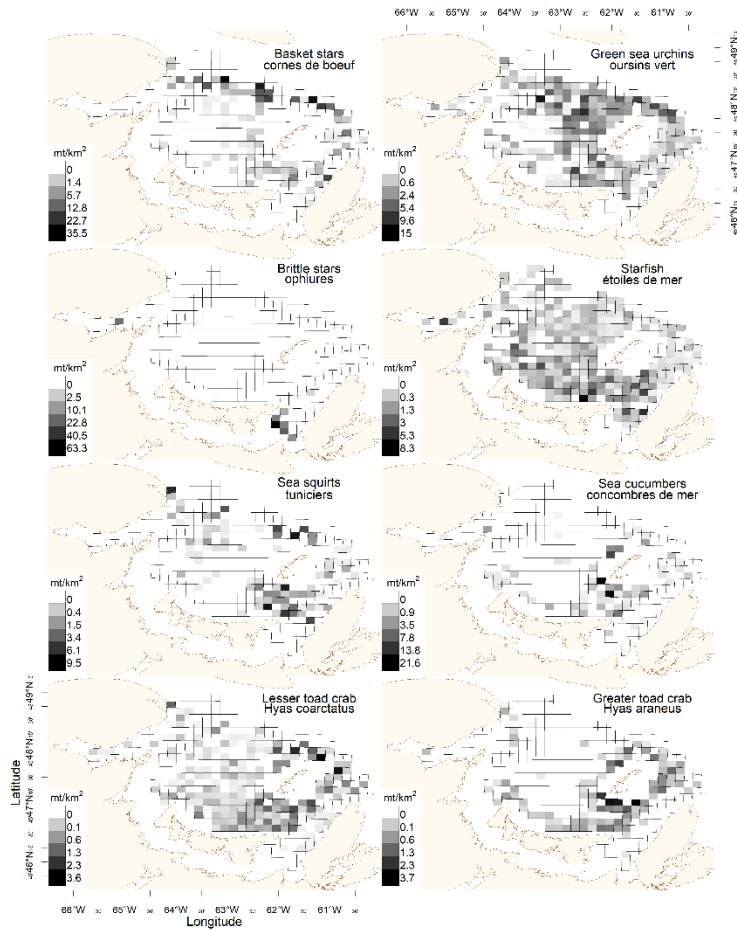 66°W 65°W 64°W 63°W 62°W 61°W
Basket stars
cornes de boeuf
mt/km²
0
1.4
5.7
12.8
22.7
35.5
Green sea urchins
oursins vert
mt/km²
0
0.6
2.4
5.4
9.6
15
49°N
48°N
47°N
46°N
Brittle stars
ophiures
mt/km²
0
2.5
10.1
22.8
40.5
63.3
Starfish
étoiles de mer
mt/km²
0
0.3
1.3
3
5.3
8.3
Sea squirts
tuniciers
mt/km²
0
0.4
1.5
3.4
6.1
9.5
Sea cucumbers
concombres de mer
mt/km²
0
0.9
3.5
7.8
13.8
21.6
Lesser toad crab
Hyas coarctatus
mt/km²
0
0.1
0.6
1.3
2.3
3.6
Greater toad crab
Hyas araneus
mt/km²
0
0.1
0.6
1.3
2.3
3.7
49°N
48°N
47°N
46°N
Latitude
66°W 65°W 64°W 63°W 62°W 61°W
Longitude